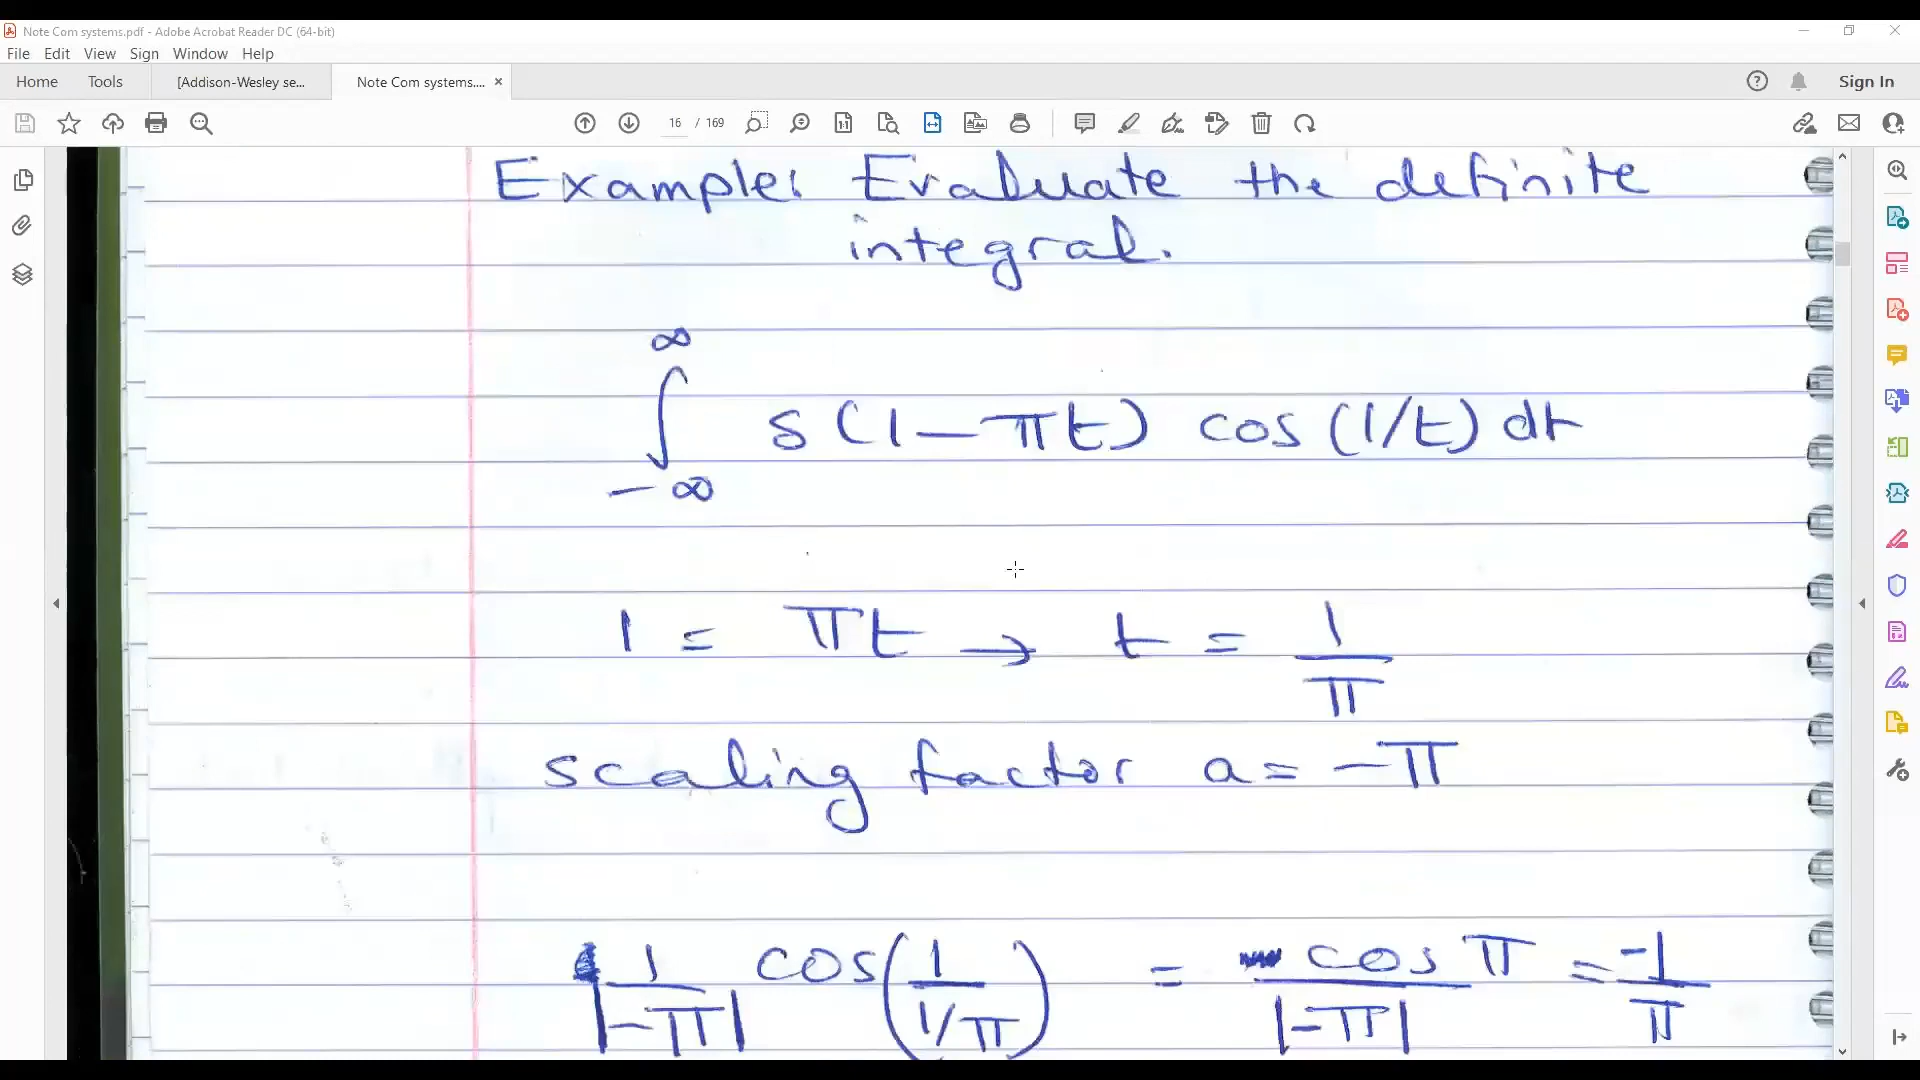 Note Com systems.pdf - Adobe Acrobat Reader DC (64-bit)
File Edit View Sign Window Help
Home Tools [Addison-Wesley se... Note Com systems.... × Sign In
16 / 169
Example: Evaluate the definite
integral.
∞
∫ δ(1-πt) cos(1/t) dt
-∞
1 = πt → t = 1/π
scaling factor a = -π
1/|-π| cos(1/(1/π)) = cos π/|-π| = -1/π